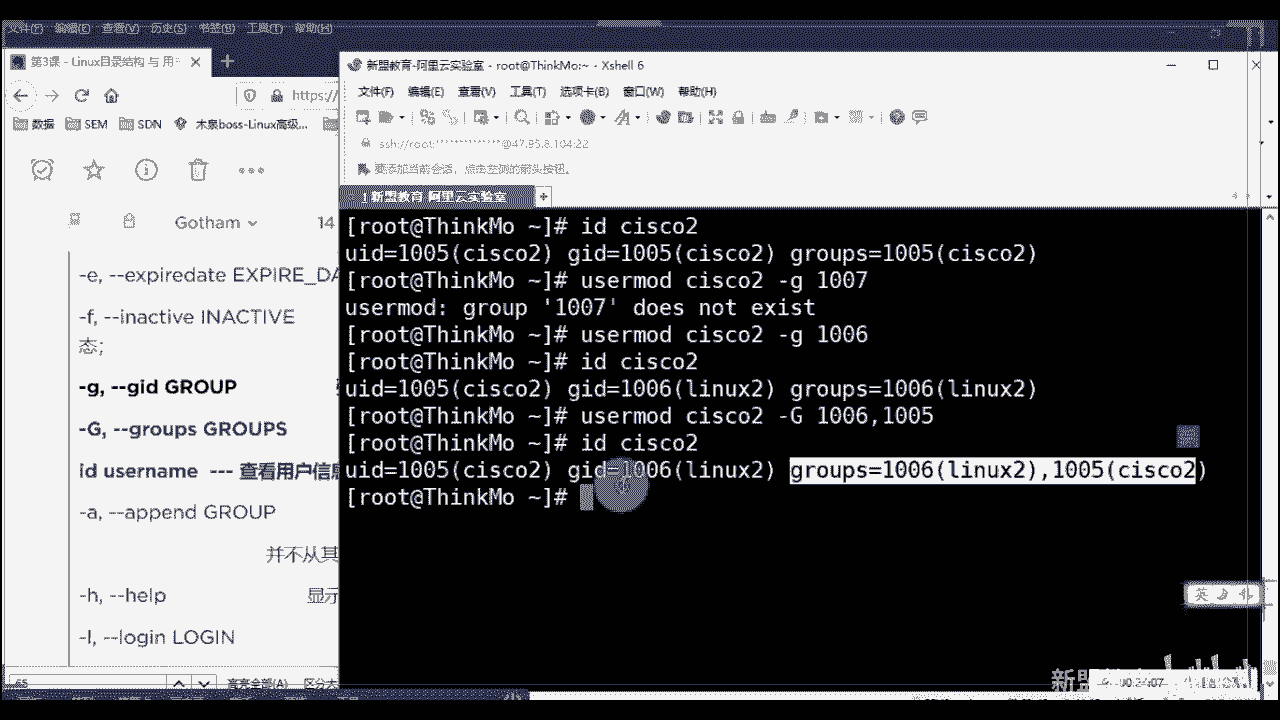 文件(F) 编辑(E) 查看(V) 历史(S) 书签(B) 工具(T) 帮助(H)
第3课 - Linux目录结构 与 用
https://
数据 SEM SDN 木泉boss-Linux高级...
Gotham 14
-e, --expiredate EXPIRE_DA
-f, --inactive INACTIVE
态;
-g, --gid GROUP
-G, --groups GROUPS
id username --- 查看用户信息
-a, --append GROUP
并不从其
-h, --help 显示
-l, --login LOGIN
高亮全部(A) 区分大
新盟教育-阿里云实验室 - root@ThinkMo:~ - Xshell 6
文件(F) 编辑(E) 查看(V) 工具(T) 选项卡(B) 窗口(W) 帮助(H)
ssh://root:**************@47.95.8.104:22
要添加当前会话，点击左侧的箭头按钮。
1 新盟教育-阿里云实验室
[root@ThinkMo ~]# id cisco2
uid=1005(cisco2) gid=1005(cisco2) groups=1005(cisco2)
[root@ThinkMo ~]# usermod cisco2 -g 1007
usermod: group '1007' does not exist
[root@ThinkMo ~]# usermod cisco2 -g 1006
[root@ThinkMo ~]# id cisco2
uid=1005(cisco2) gid=1006(linux2) groups=1006(linux2)
[root@ThinkMo ~]# usermod cisco2 -G 1006,1005
[root@ThinkMo ~]# id cisco2
uid=1005(cisco2) gid=1006(linux2) groups=1006(linux2),1005(cisco2)
[root@ThinkMo ~]#
英